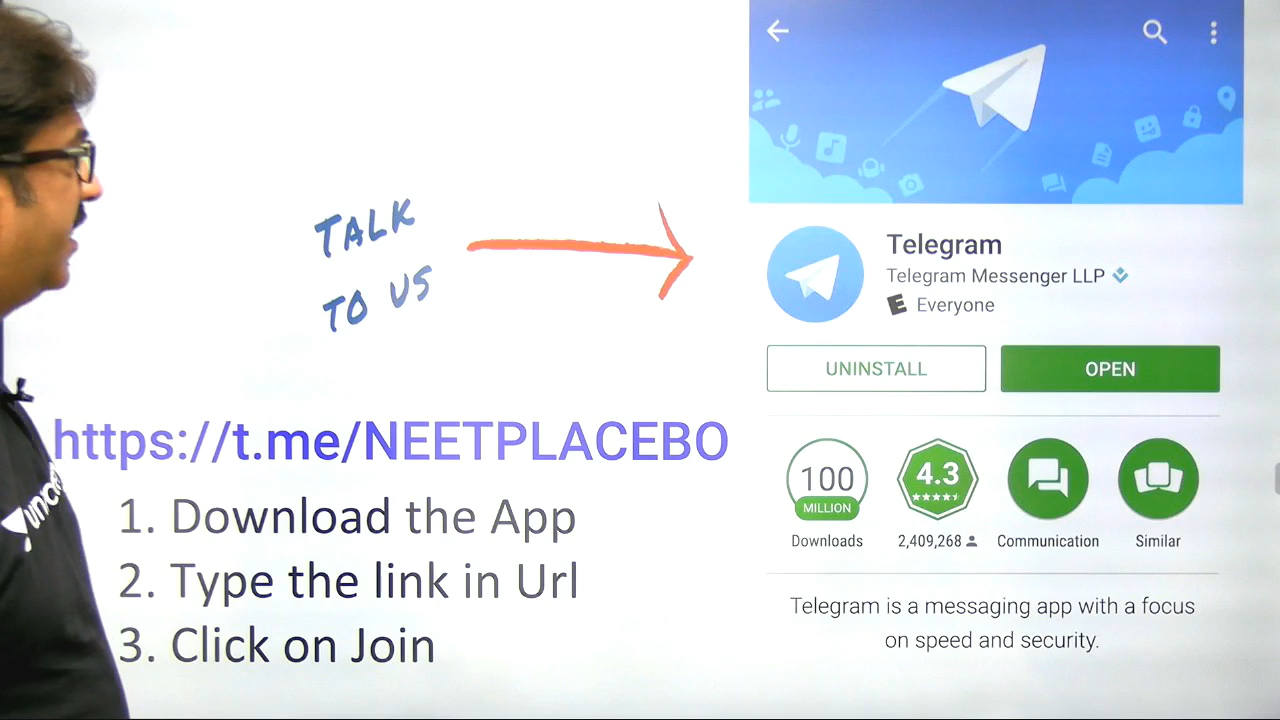 TALK
TO US
https://t.me/NEETPLACEBO
1. Download the App
2. Type the link in Url
3. Click on Join
Telegram
Telegram Messenger LLP
E Everyone
UNINSTALL
OPEN
100
MILLION
Downloads
4.3
2,409,268
Communication
Similar
Telegram is a messaging app with a focus
on speed and security.